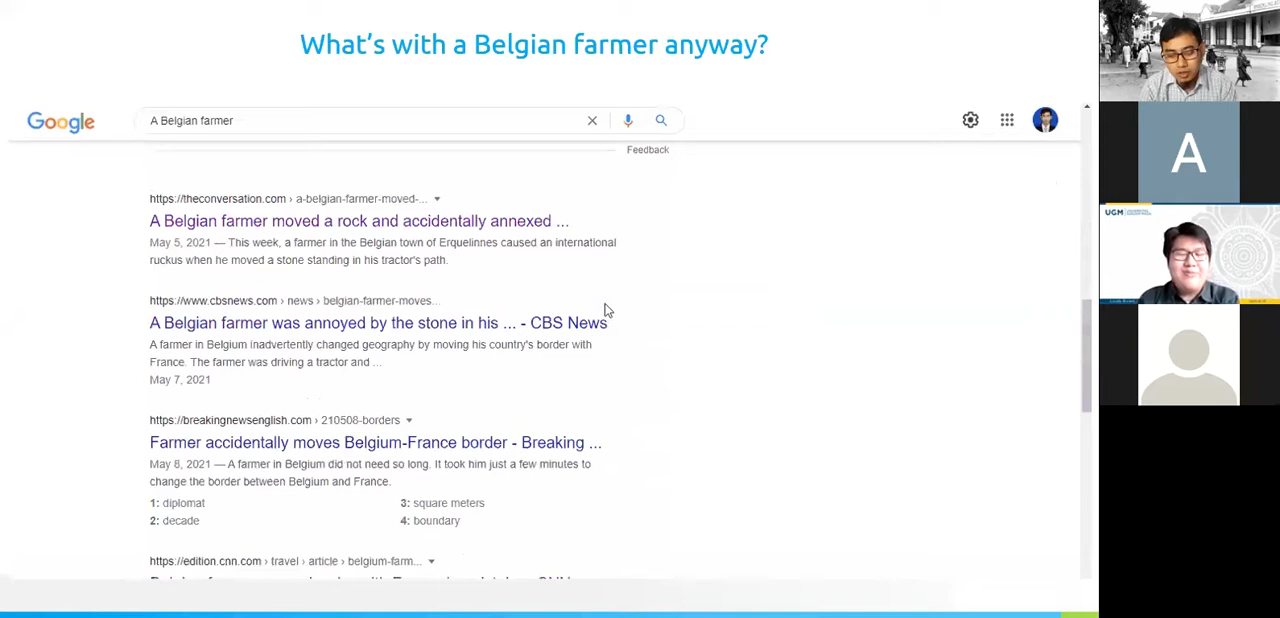 What's with a Belgian farmer anyway?
Google
A Belgian farmer
Feedback
https://theconversation.com › a-belgian-farmer-moved-...
A Belgian farmer moved a rock and accidentally annexed ...
May 5, 2021 — This week, a farmer in the Belgian town of Erquelinnes caused an international
ruckus when he moved a stone standing in his tractor's path.
https://www.cbsnews.com › news › belgian-farmer-moves...
A Belgian farmer was annoyed by the stone in his ... - CBS News
A farmer in Belgium inadvertently changed geography by moving his country's border with
France. The farmer was driving a tractor and ...
May 7, 2021
https://breakingnewsenglish.com › 210508-borders
Farmer accidentally moves Belgium-France border - Breaking ...
May 8, 2021 — A farmer in Belgium did not need so long. It took him just a few minutes to
change the border between Belgium and France.
1: diplomat
3: square meters
2: decade
4: boundary
https://edition.cnn.com › travel › article › belgium-farm...
A
UGM